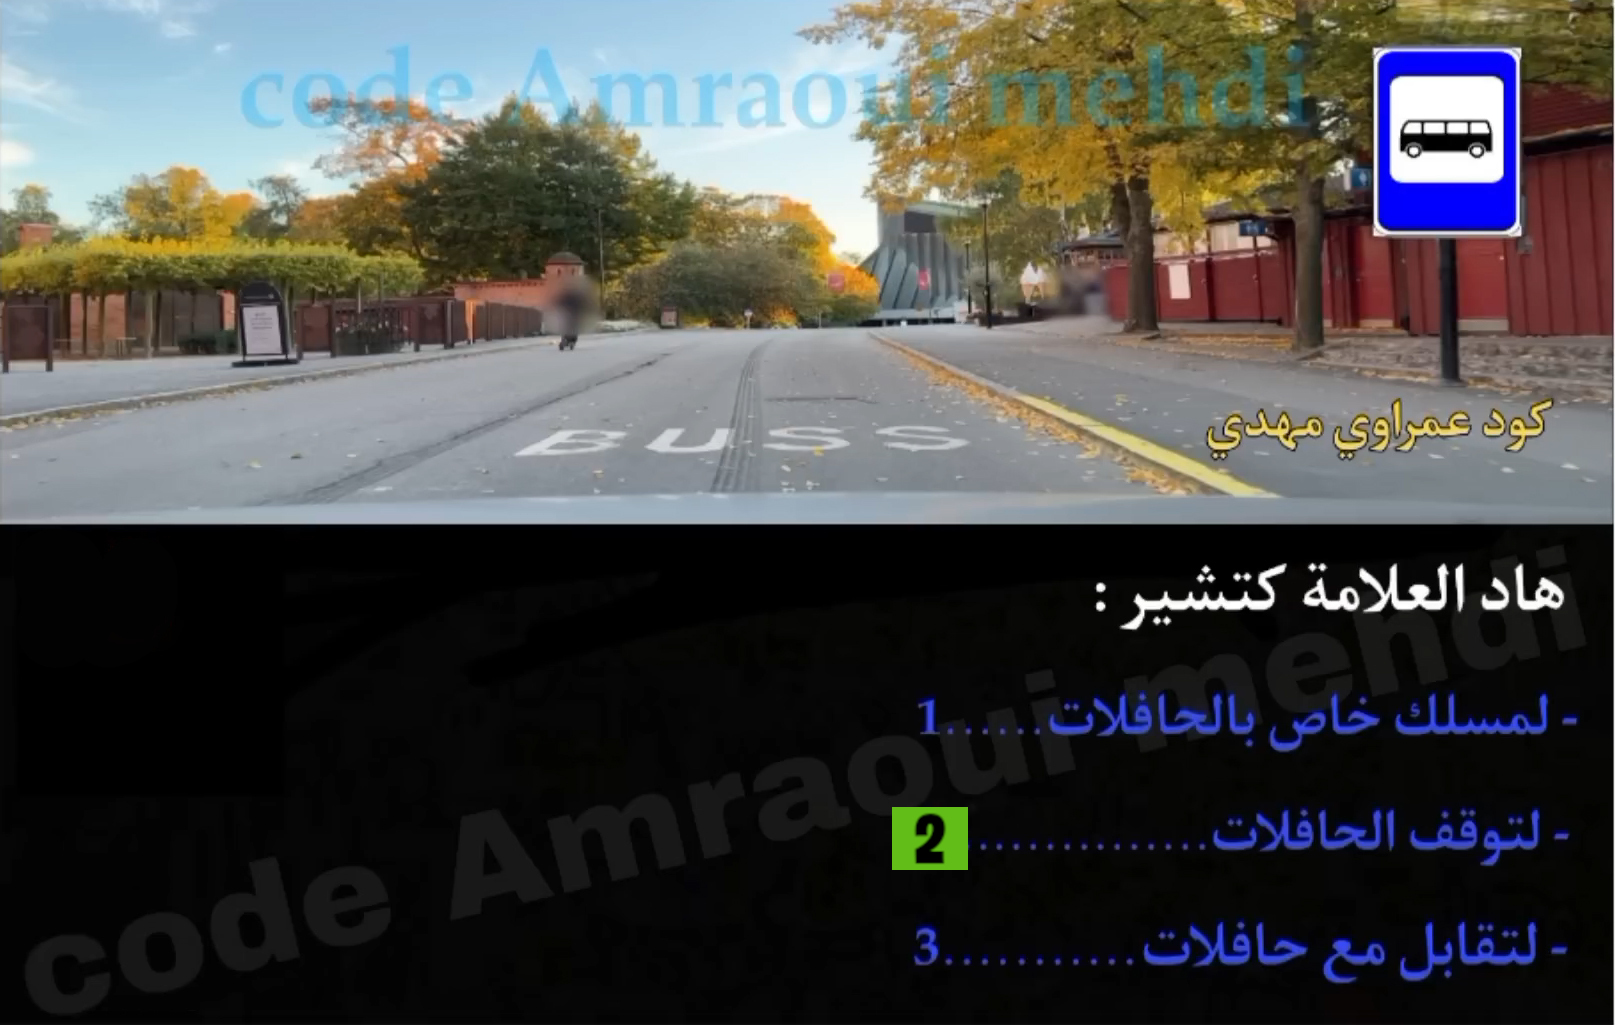 code Amraoui mehdi
BUSS
كود عمراوي مهدي
هاد العلامة كتشير :
- لمسلك خاص بالحافلات......1
- لتوقف الحافلات..............2
- لتقابل مع حافلات...........3
code Amraoui mehdi